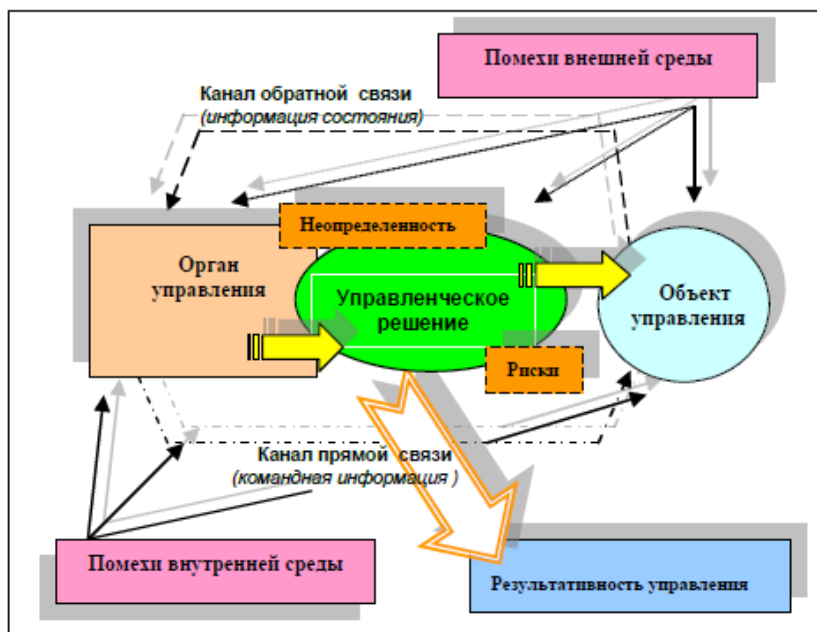 Помехи внешней среды
Канал обратной связи
(информация состояния)
Неопределенность
Орган
управления
Управленческое
решение
Объект
управления
Риски
Канал прямой связи
(командная информация )
Помехи внутренней среды
Результативность управления